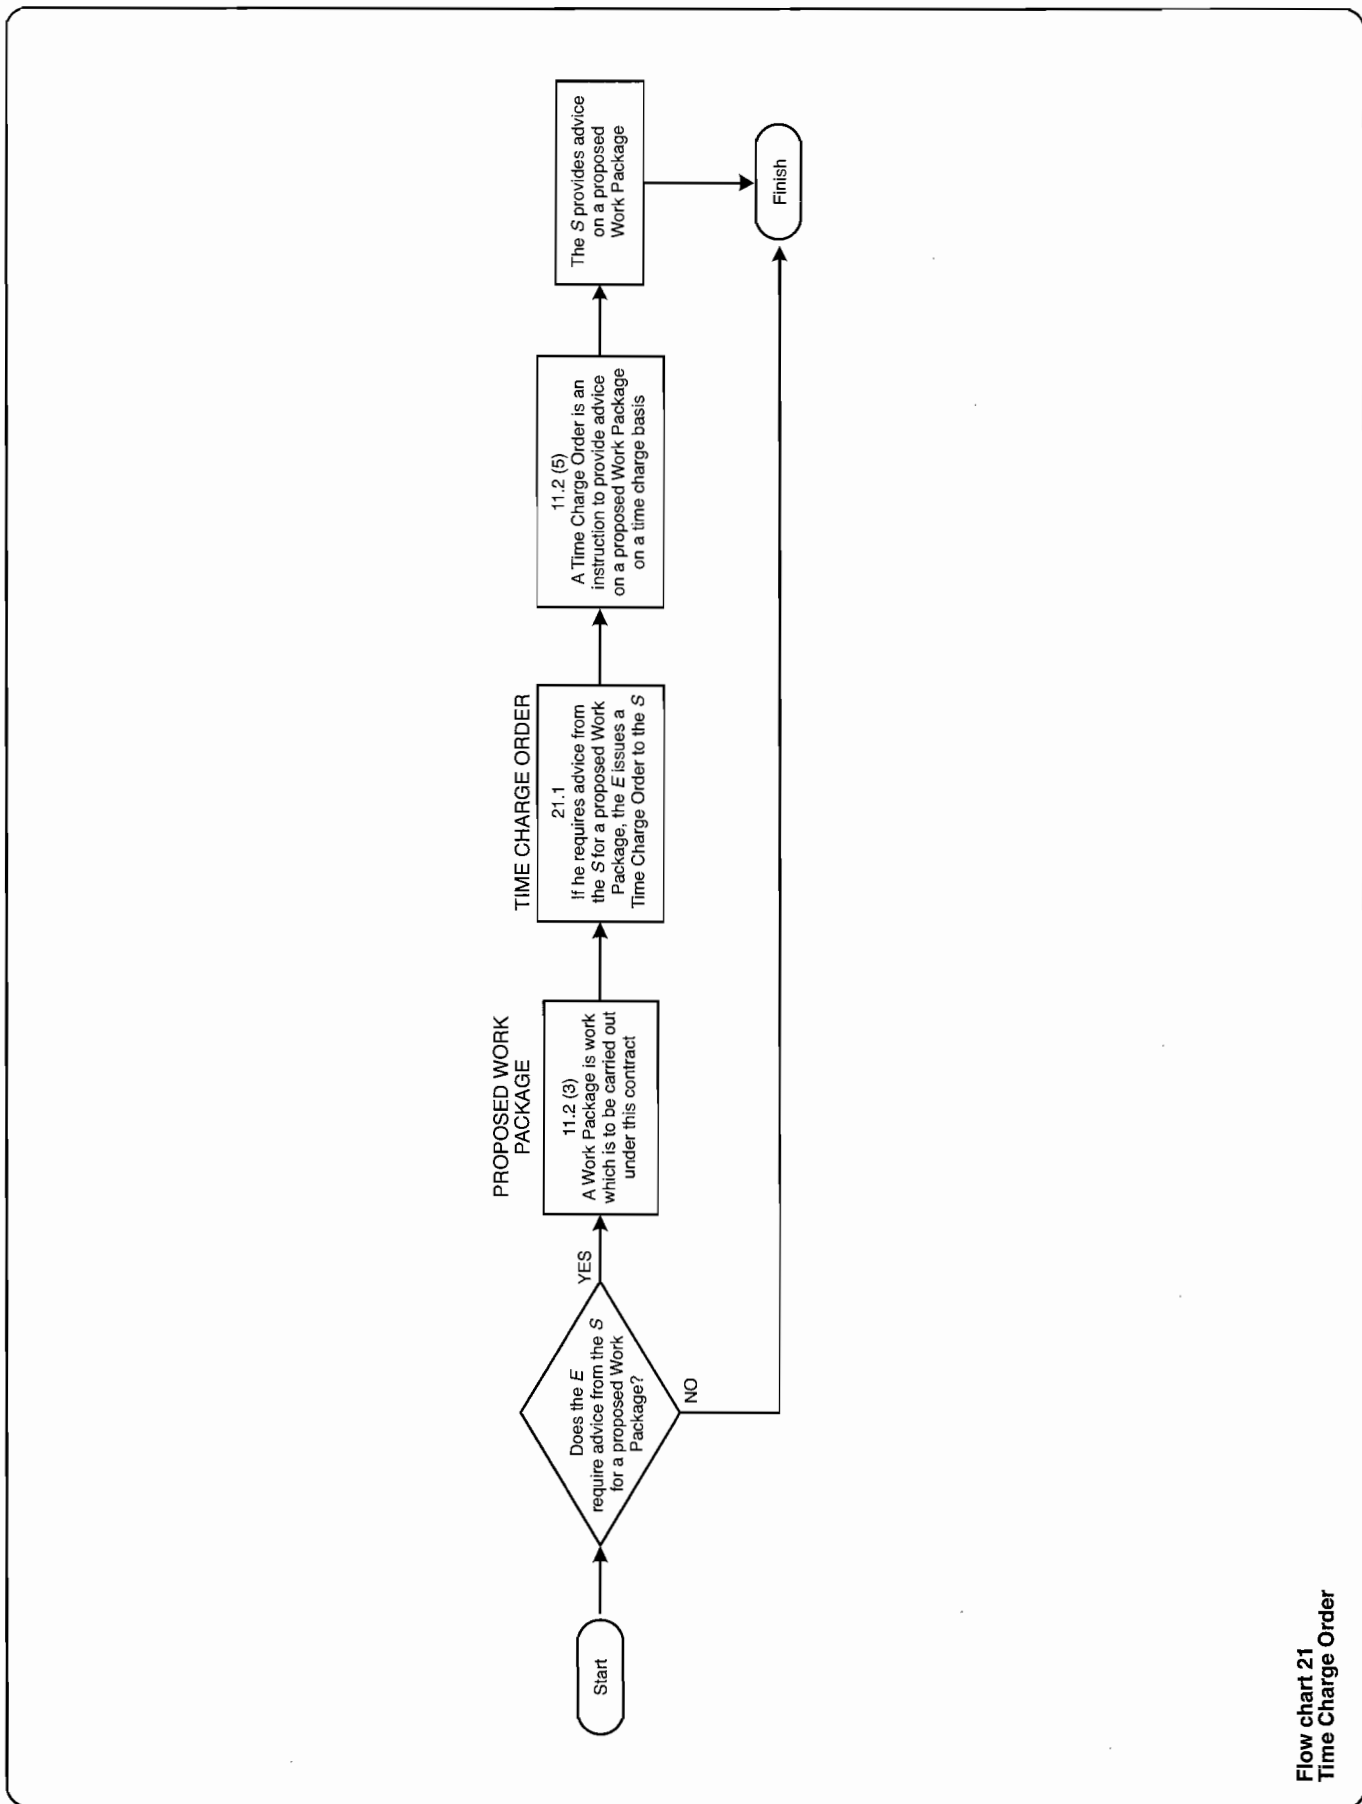 Start
Does the E
require advice from the S
for a proposed Work
Package?
YES
NO
PROPOSED WORK
PACKAGE
11.2 (3)
A Work Package is work
which is to be carried out
under this contract
TIME CHARGE ORDER
21.1
If he requires advice from
the S for a proposed Work
Package, the E issues a
Time Charge Order to the S
11.2 (5)
A Time Charge Order is an
instruction to provide advice
on a proposed Work Package
on a time charge basis
The S provides advice
on a proposed
Work Package
Finish
Flow chart 21
Time Charge Order